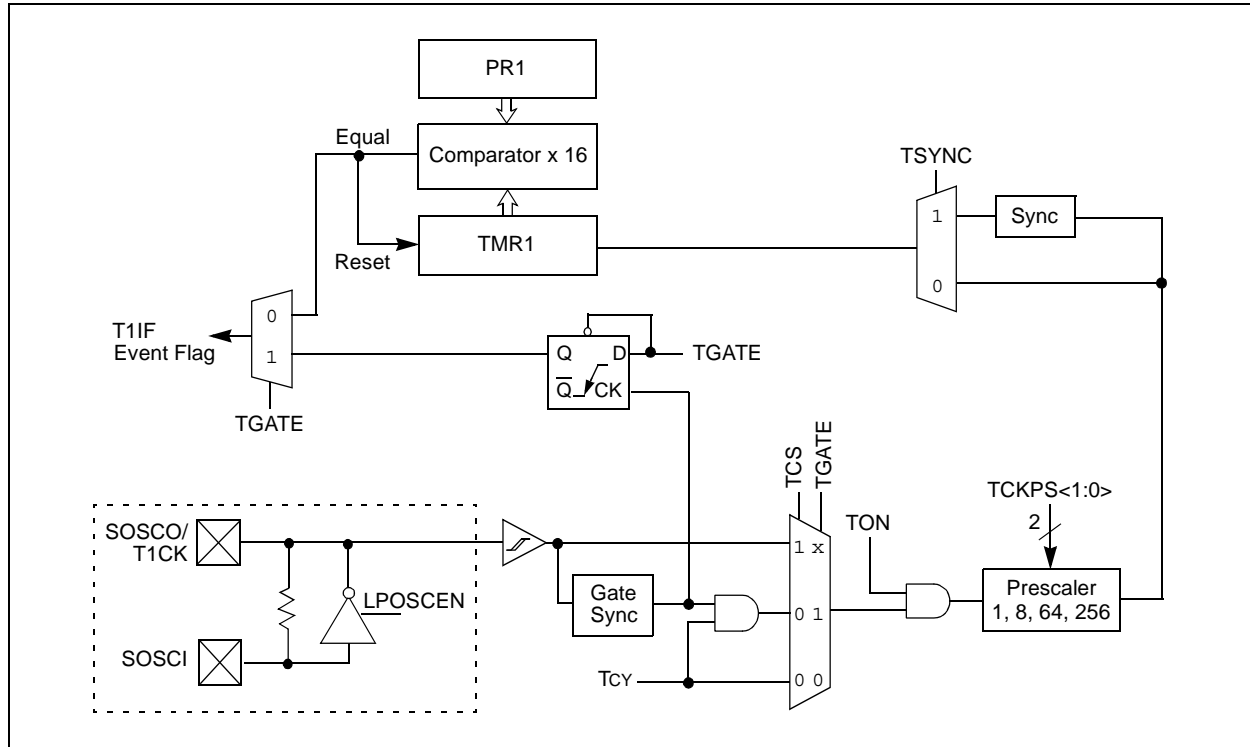 PR1
Equal
Comparator x 16
TSYNC
1
Sync
TMR1
Reset
0
0
T1IF
Event Flag
1
Q
D
TGATE
Q̅
CK
TGATE
TCS
TGATE
TCKPS<1:0>
2
SOSCO/
T1CK
TON
1 x
LPOSCEN
Gate
Sync
0 1
Prescaler
1, 8, 64, 256
SOSCI
TCY
0 0